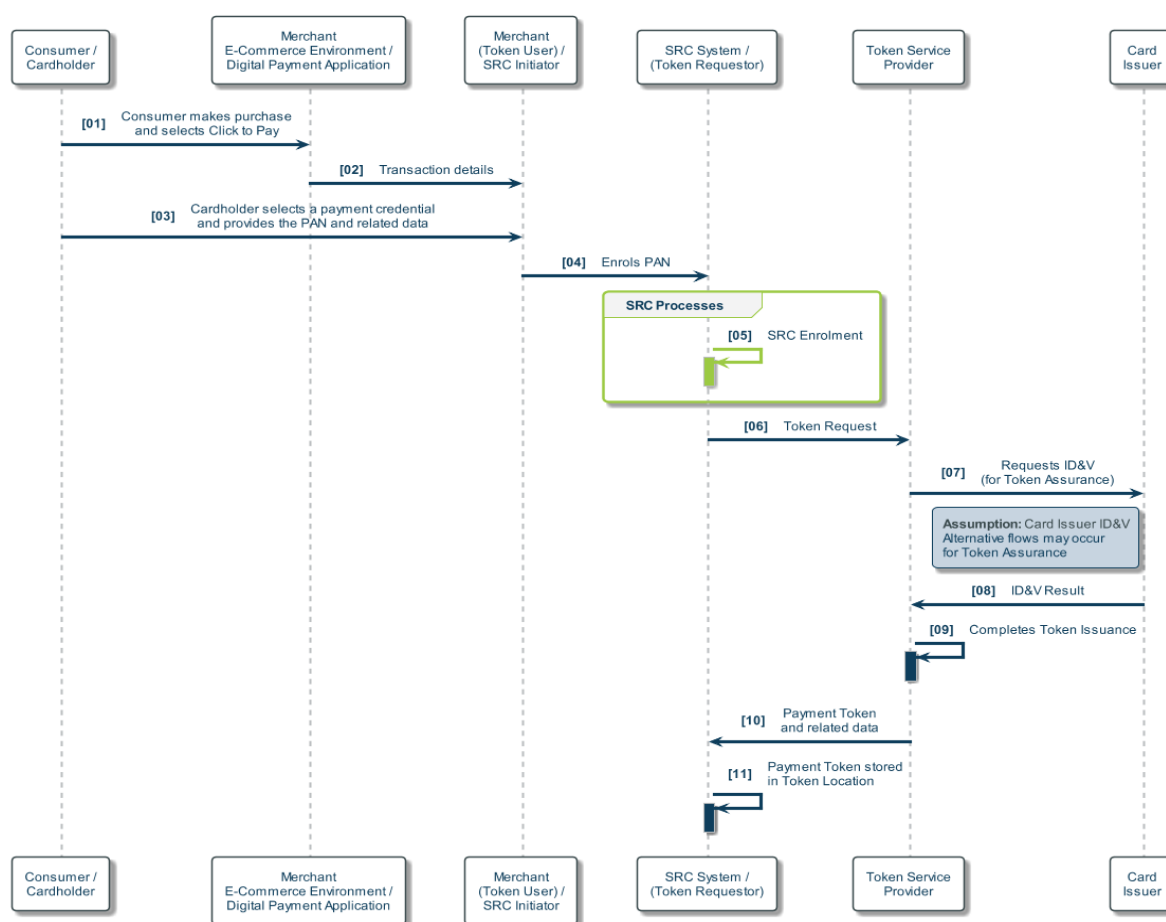 Consumer /
Cardholder
Merchant
E-Commerce Environment /
Digital Payment Application
Merchant
(Token User) /
SRC Initiator
SRC System /
(Token Requestor)
Token Service
Provider
Card
Issuer
[01] Consumer makes purchase
and selects Click to Pay
[02] Transaction details
[03] Cardholder selects a payment credential
and provides the PAN and related data
[04] Enrols PAN
SRC Processes
[05] SRC Enrolment
[06] Token Request
[07] Requests ID&V
(for Token Assurance)
Assumption: Card Issuer ID&V
Alternative flows may occur
for Token Assurance
[08] ID&V Result
[09] Completes Token Issuance
[10] Payment Token
and related data
[11] Payment Token stored
in Token Location
Consumer /
Cardholder
Merchant
E-Commerce Environment /
Digital Payment Application
Merchant
(Token User) /
SRC Initiator
SRC System /
(Token Requestor)
Token Service
Provider
Card
Issuer